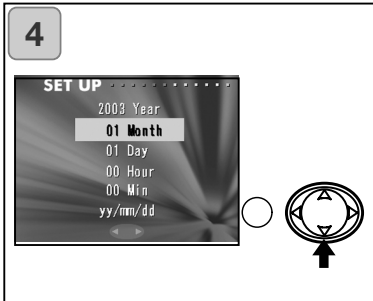 4
SET UP
2003 Year
01 Month
01 Day
00 Hour
00 Min
yy/mm/dd